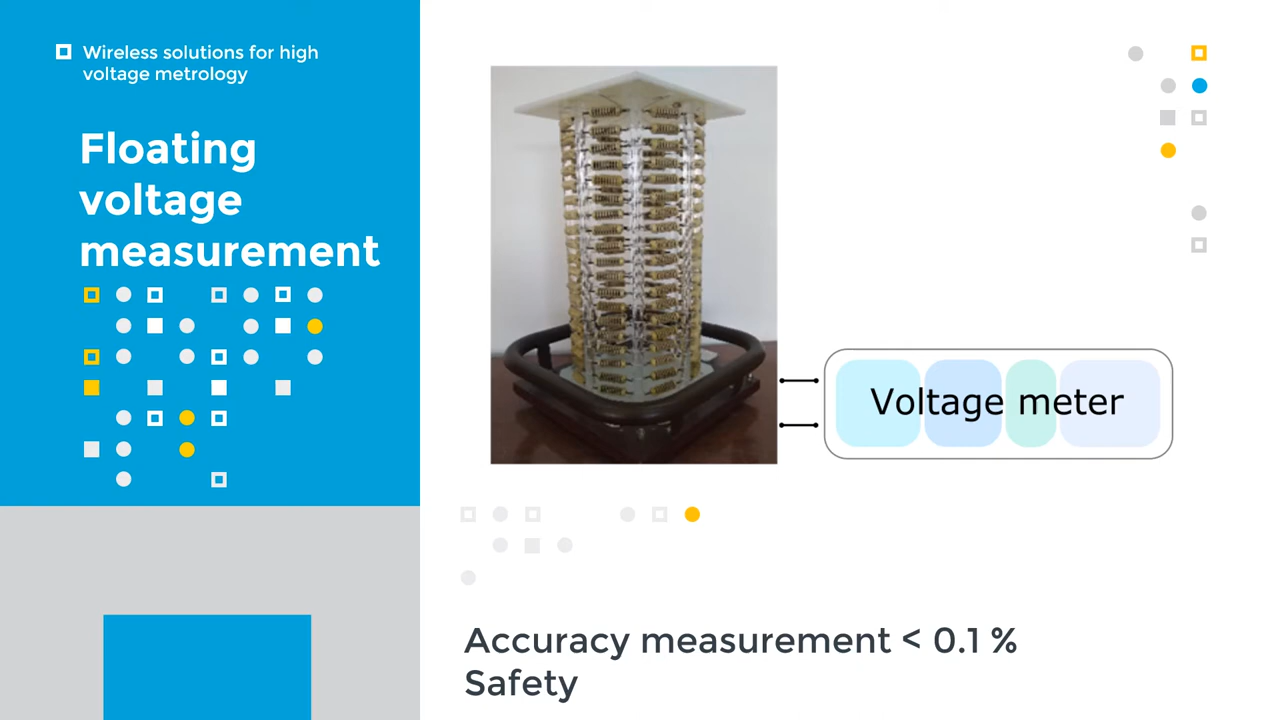 Wireless solutions for high
voltage metrology
Floating
voltage
measurement
Voltage meter
Accuracy measurement < 0.1 %
Safety